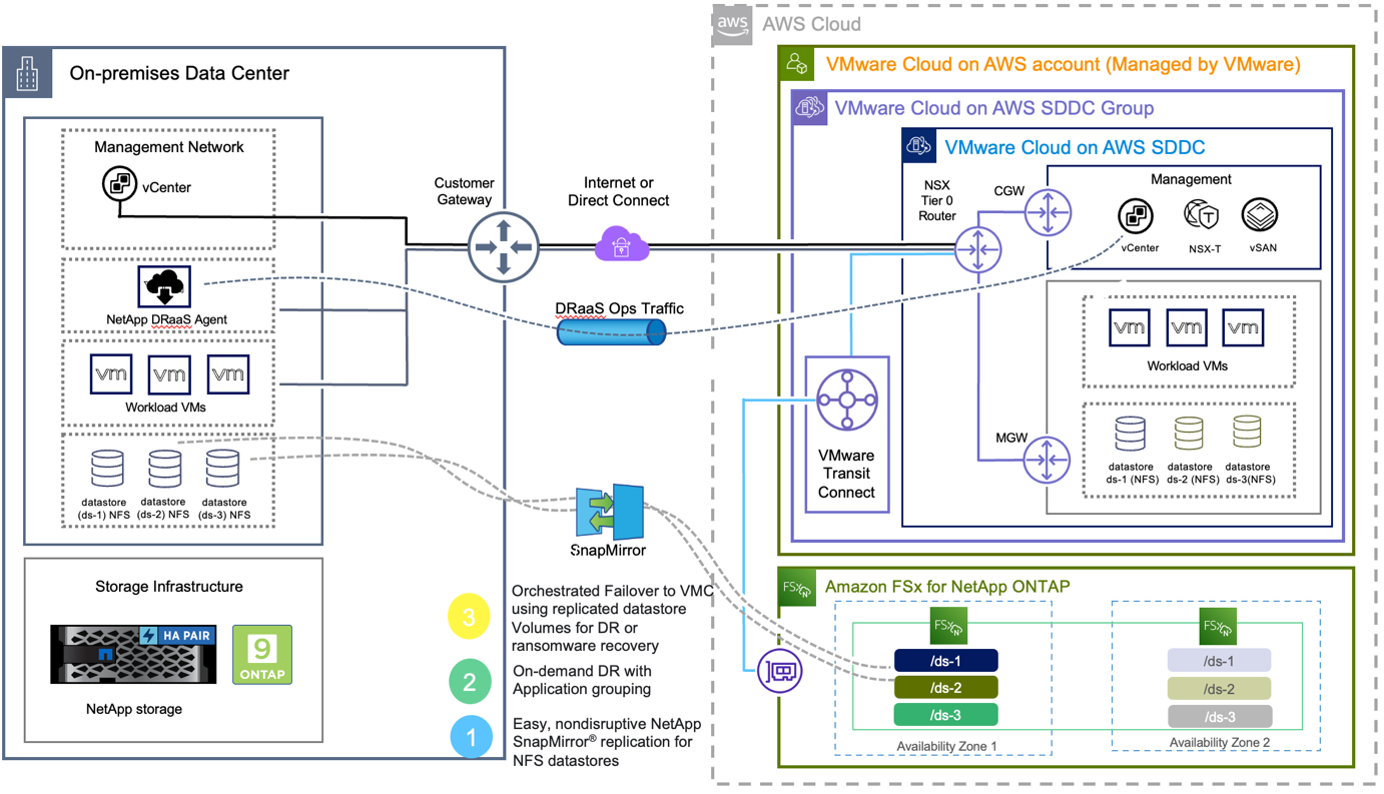 aws
AWS Cloud
On-premises Data Center
Management Network
vCenter
NetApp DRaaS Agent
vm vm vm
Workload VMs
datastore
(ds-1) NFS
datastore
(ds-2) NFS
datastore
(ds-3) NFS
Storage Infrastructure
HA PAIR
9
ONTAP
NetApp storage
Customer
Gateway
Internet or
Direct Connect
DRaaS Ops Traffic
SnapMirror
3
Orchestrated Failover to VMC
using replicated datastore
Volumes for DR or
ransomware recovery
2
On-demand DR with
Application grouping
1
Easy, nondisruptive NetApp
SnapMirror® replication for
NFS datastores
VMware Cloud on AWS account (Managed by VMware)
VMware Cloud on AWS SDDC Group
VMware Cloud on AWS SDDC
NSX
Tier 0
Router
CGW
Management
vCenter
T
NSX-T
vSAN
vm vm vm
Workload VMs
MGW
datastore
ds-1 (NFS)
datastore
ds-2 (NFS)
datastore
ds-3(NFS)
VMware
Transit
Connect
FSxN
Amazon FSx for NetApp ONTAP
FSxN
/ds-1
/ds-2
/ds-3
Availability Zone 1
FSxN
/ds-1
/ds-2
/ds-3
Availability Zone 2